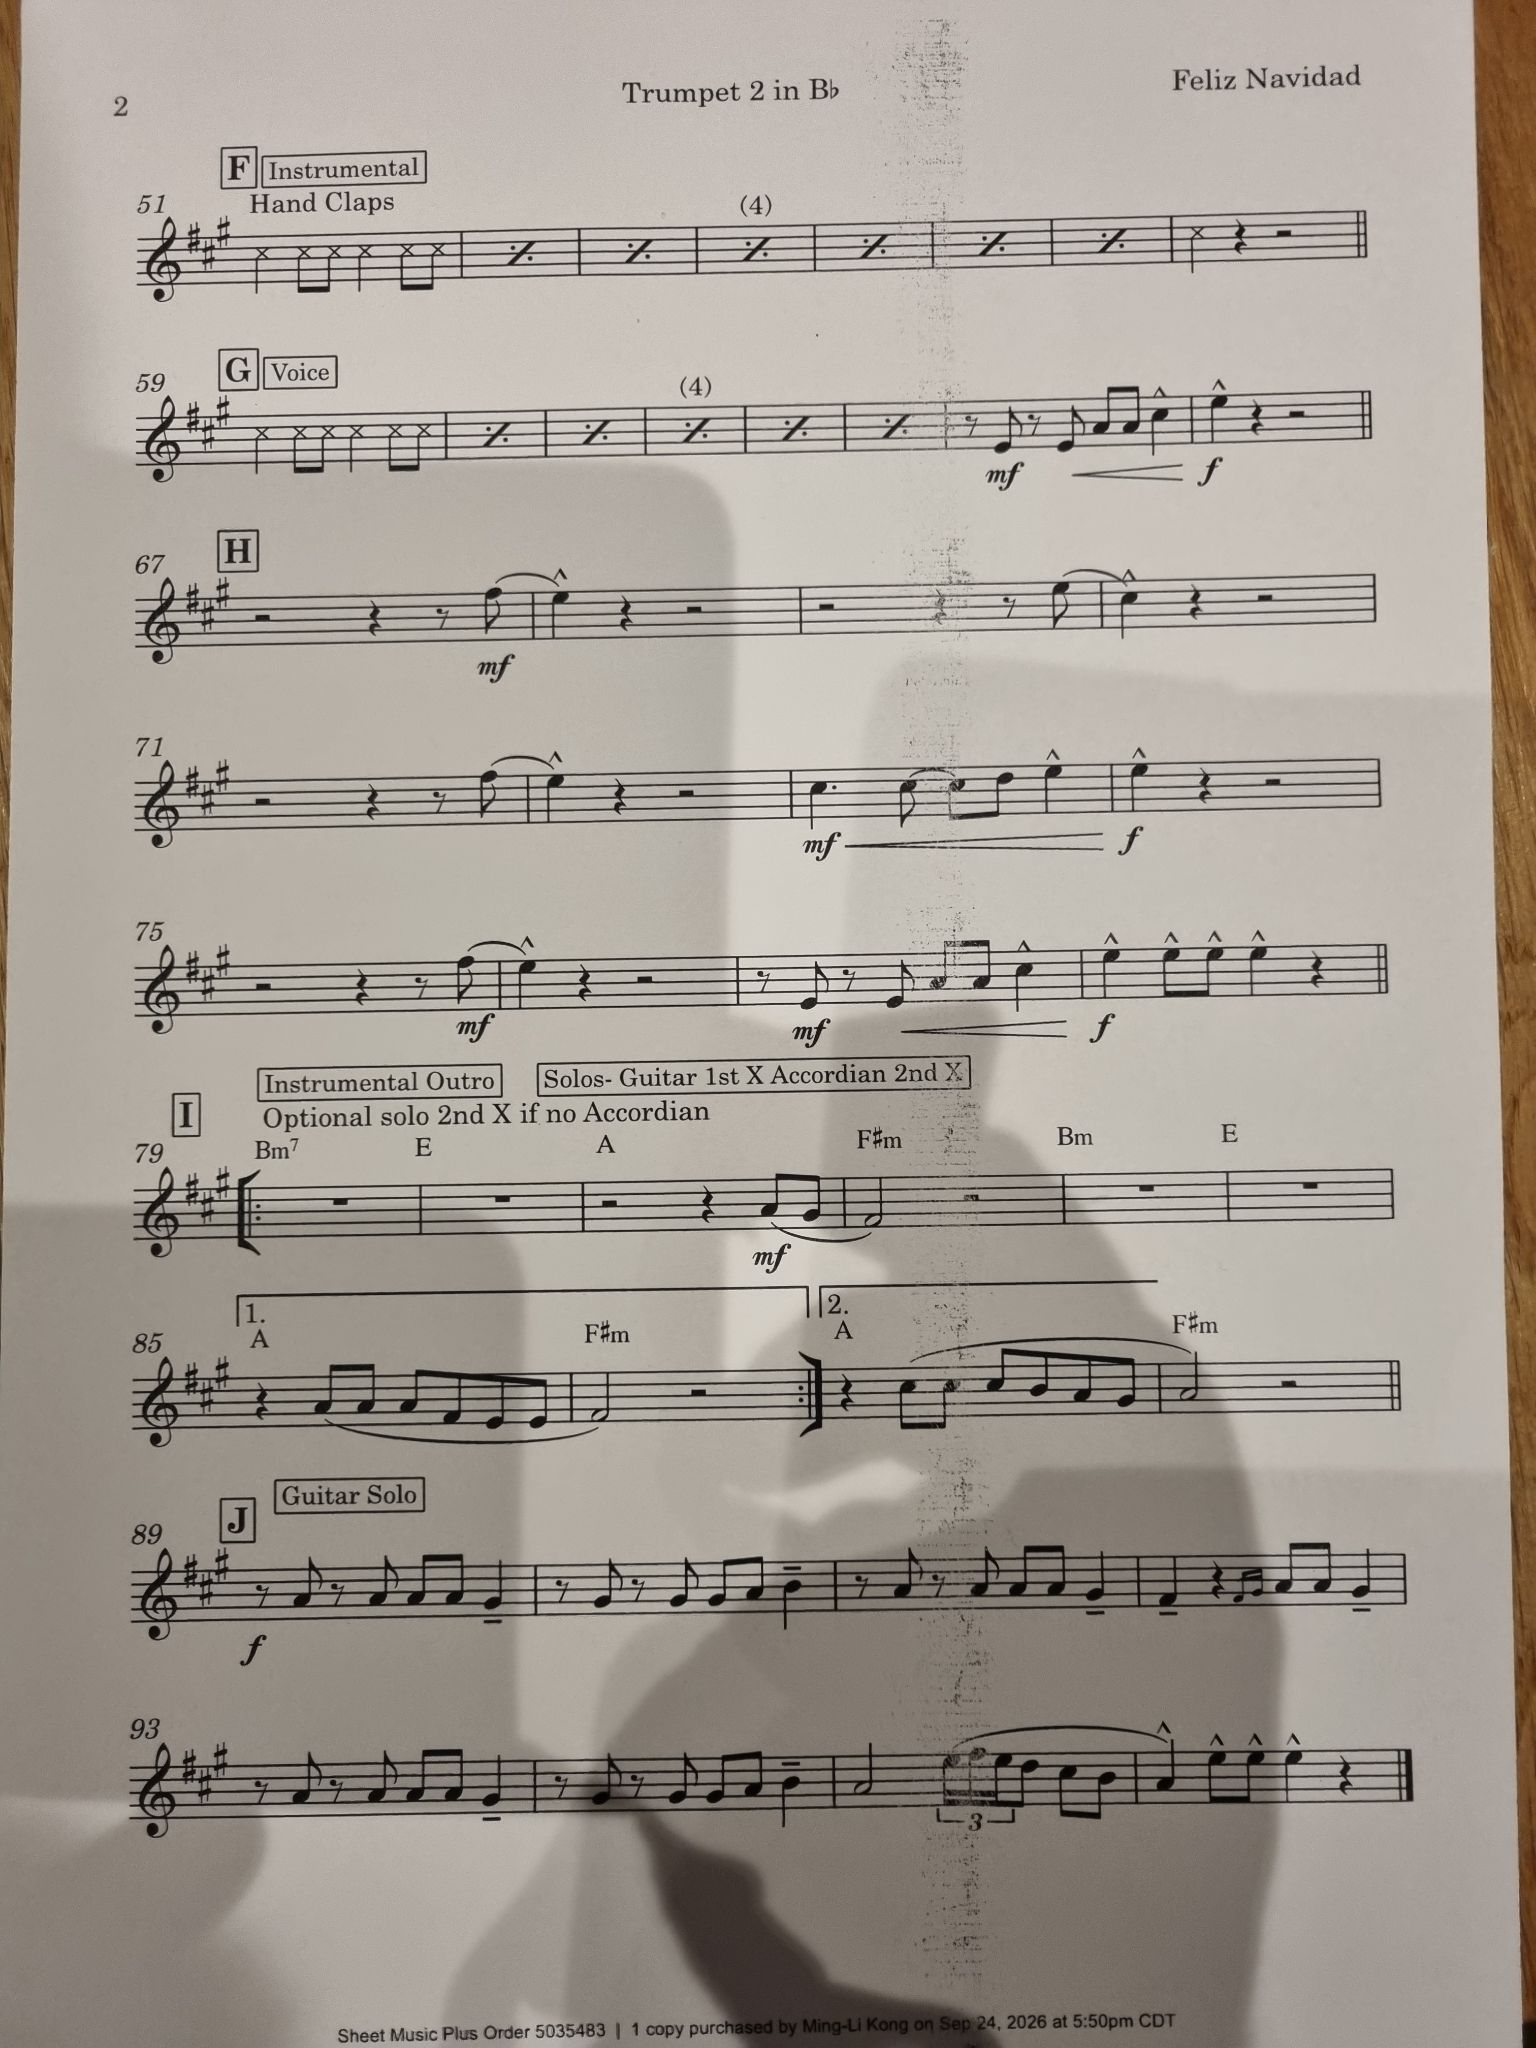 2
Trumpet 2 in B♭
Feliz Navidad
F Instrumental
51 Hand Claps
(4)
G Voice
59
(4)
mf f
H
67
mf
71
mf f
75
mf mf f
Instrumental Outro Solos- Guitar 1st X Accordian 2nd X
I Optional solo 2nd X if no Accordian
79 Bm7 E A F#m Bm E
mf
1. 2.
85 A F#m A F#m
J Guitar Solo
89
f
93
3
Sheet Music Plus Order 5035483 | 1 copy purchased by Ming-Li Kong on Sep 24, 2026 at 5:50pm CDT